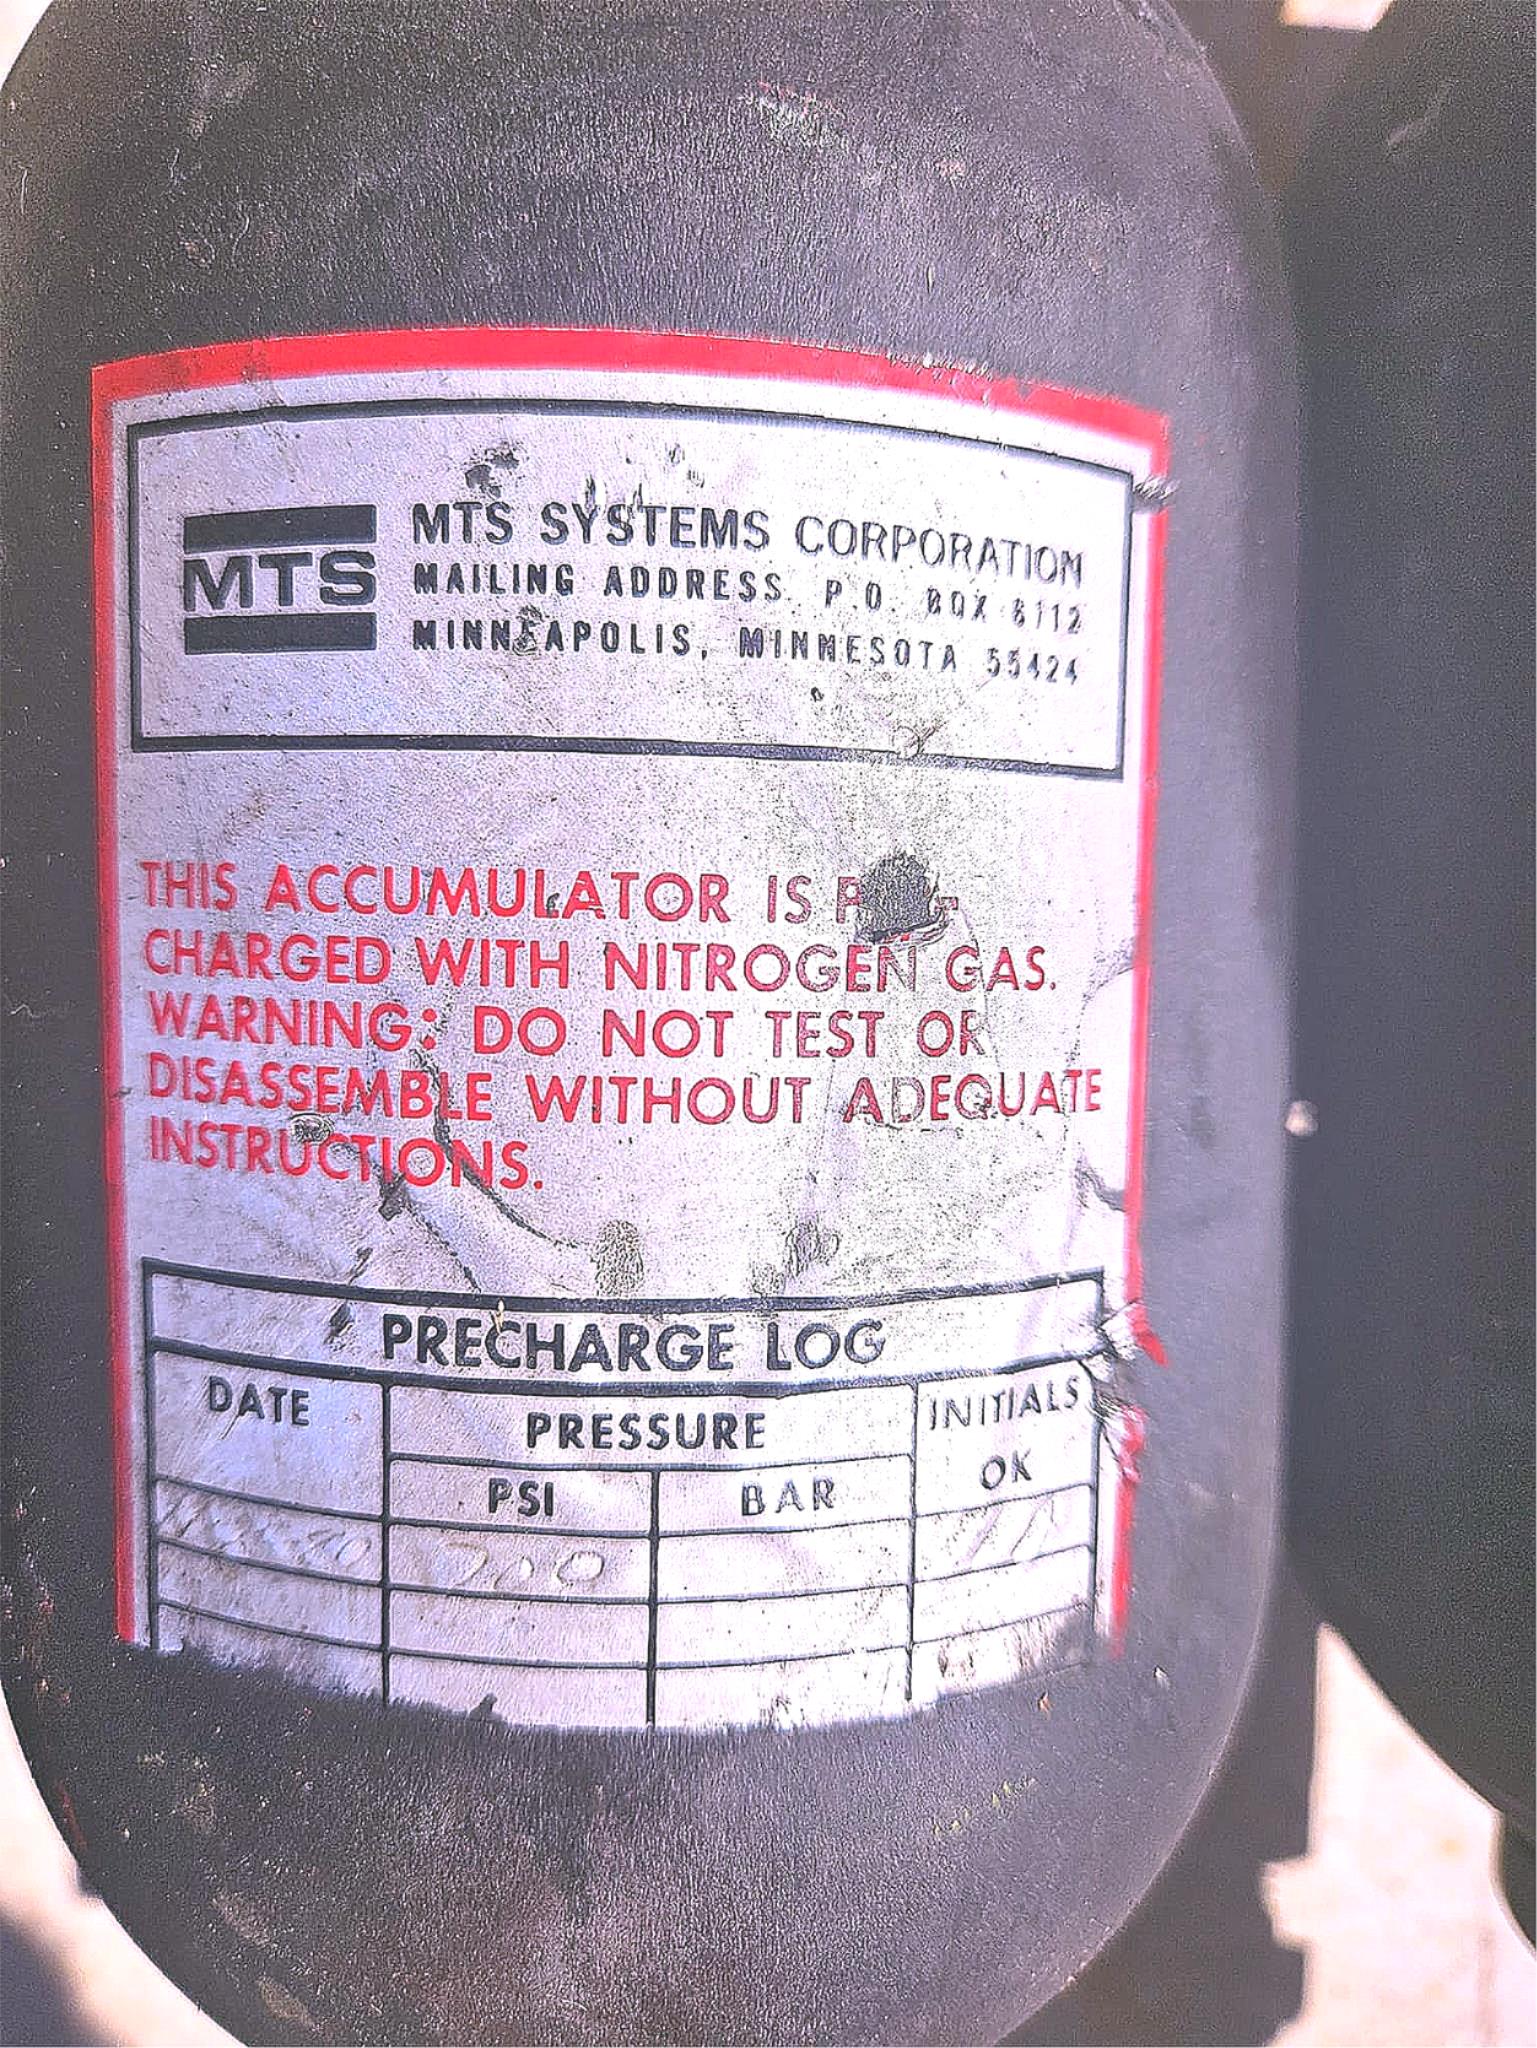 MTS
MTS SYSTEMS CORPORATION
MAILING ADDRESS P.O. BOX
MINNEAPOLIS, MINNESOTA 55424
THIS ACCUMULATOR IS
CHARGED WITH NITROGEN GAS.
WARNING: DO NOT TEST OR
DISASSEMBLE WITHOUT ADEQUATE
INSTRUCTIONS.
PRECHARGE LOG
DATE
PRESSURE
INITIALS
OK
PSI
BAR
700